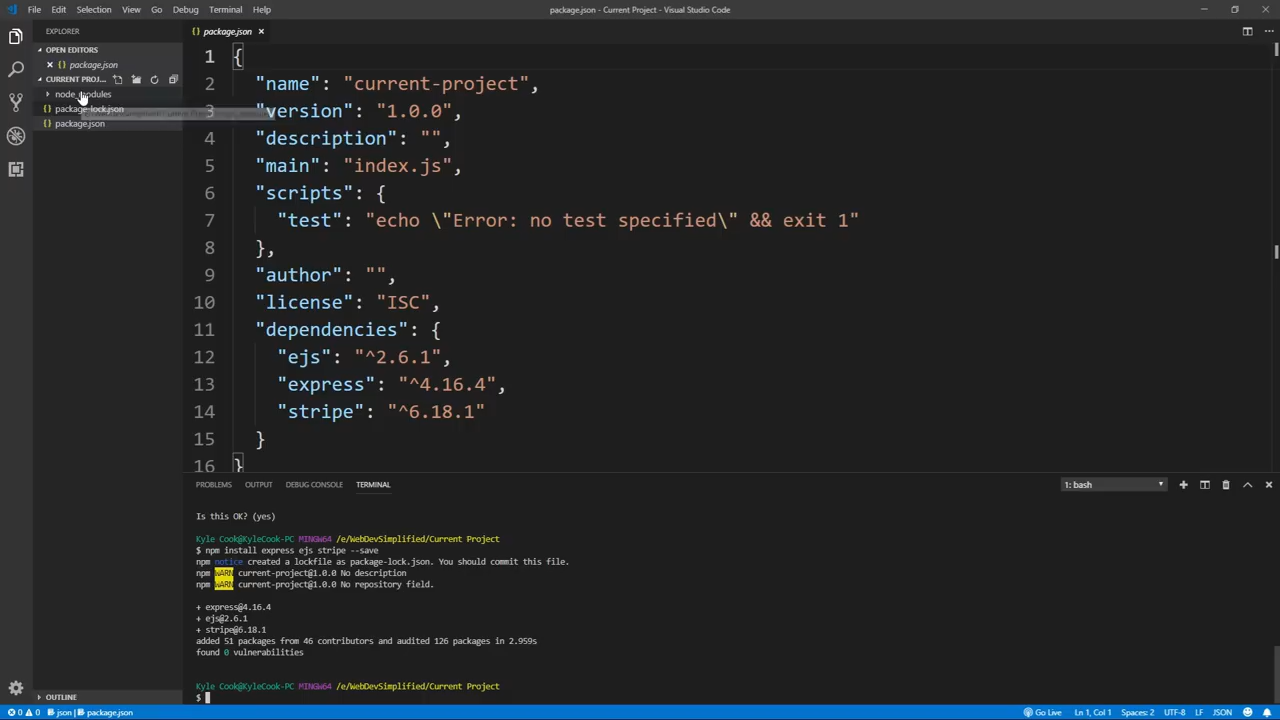 File Edit Selection View Go Debug Terminal Help
package.json - Current Project - Visual Studio Code
EXPLORER
OPEN EDITORS
package.json
CURRENT PROJ...
node_modules
package-lock.json
package.json
{ } package.json
1 {
2 "name": "current-project",
3 "version": "1.0.0",
4 "description": "",
5 "main": "index.js",
6 "scripts": {
7 "test": "echo \"Error: no test specified\" && exit 1"
8 },
9 "author": "",
10 "license": "ISC",
11 "dependencies": {
12 "ejs": "^2.6.1",
13 "express": "^4.16.4",
14 "stripe": "^6.18.1"
15 }
16 }
PROBLEMS OUTPUT DEBUG CONSOLE TERMINAL
1: bash
Is this OK? (yes)
Kyle Cook@KyleCook-PC MINGW64 /e/WebDevSimplified/Current Project
$ npm install express ejs stripe --save
npm notice created a lockfile as package-lock.json. You should commit this file.
npm WARN current-project@1.0.0 No description
npm WARN current-project@1.0.0 No repository field.
+ express@4.16.4
+ ejs@2.6.1
+ stripe@6.18.1
added 51 packages from 46 contributors and audited 126 packages in 2.959s
found 0 vulnerabilities
Kyle Cook@KyleCook-PC MINGW64 /e/WebDevSimplified/Current Project
$
OUTLINE
0 0 json package.json
Go Live Ln 1, Col 1 Spaces: 2 UTF-8 LF JSON